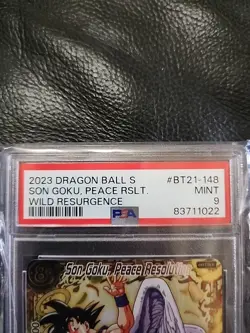 2023 DRAGON BALL S #BT21-148
SON GOKU, PEACE RSLT. MINT
WILD RESURGENCE 9
PSA 83711022
Son Goku, Peace Resolution